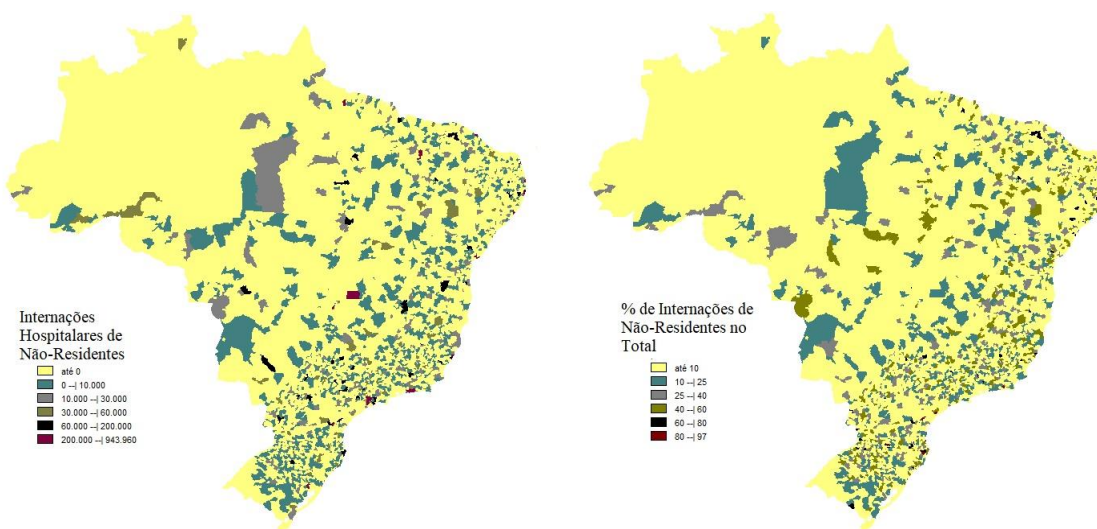 Internações
Hospitalares de
Não-Residentes
até 0
0 --| 10.000
10.000 --| 30.000
30.000 --| 60.000
60.000 --| 200.000
200.000 --| 943.960
% de Internações de
Não-Residentes no
Total
até 10
10 --| 25
25 --| 40
40 --| 60
60 --| 80
80 --| 97